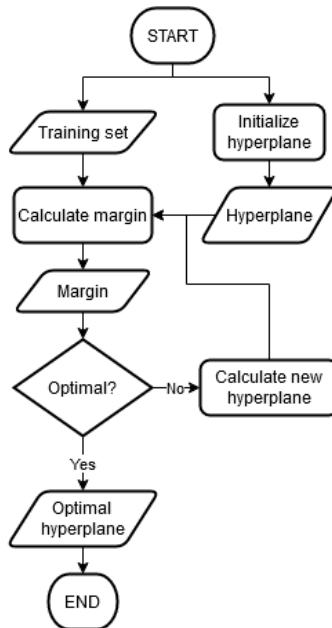 START
Training set
Initialize
hyperplane
Calculate margin
Hyperplane
Margin
Optimal?
No
Calculate new
hyperplane
Yes
Optimal
hyperplane
END